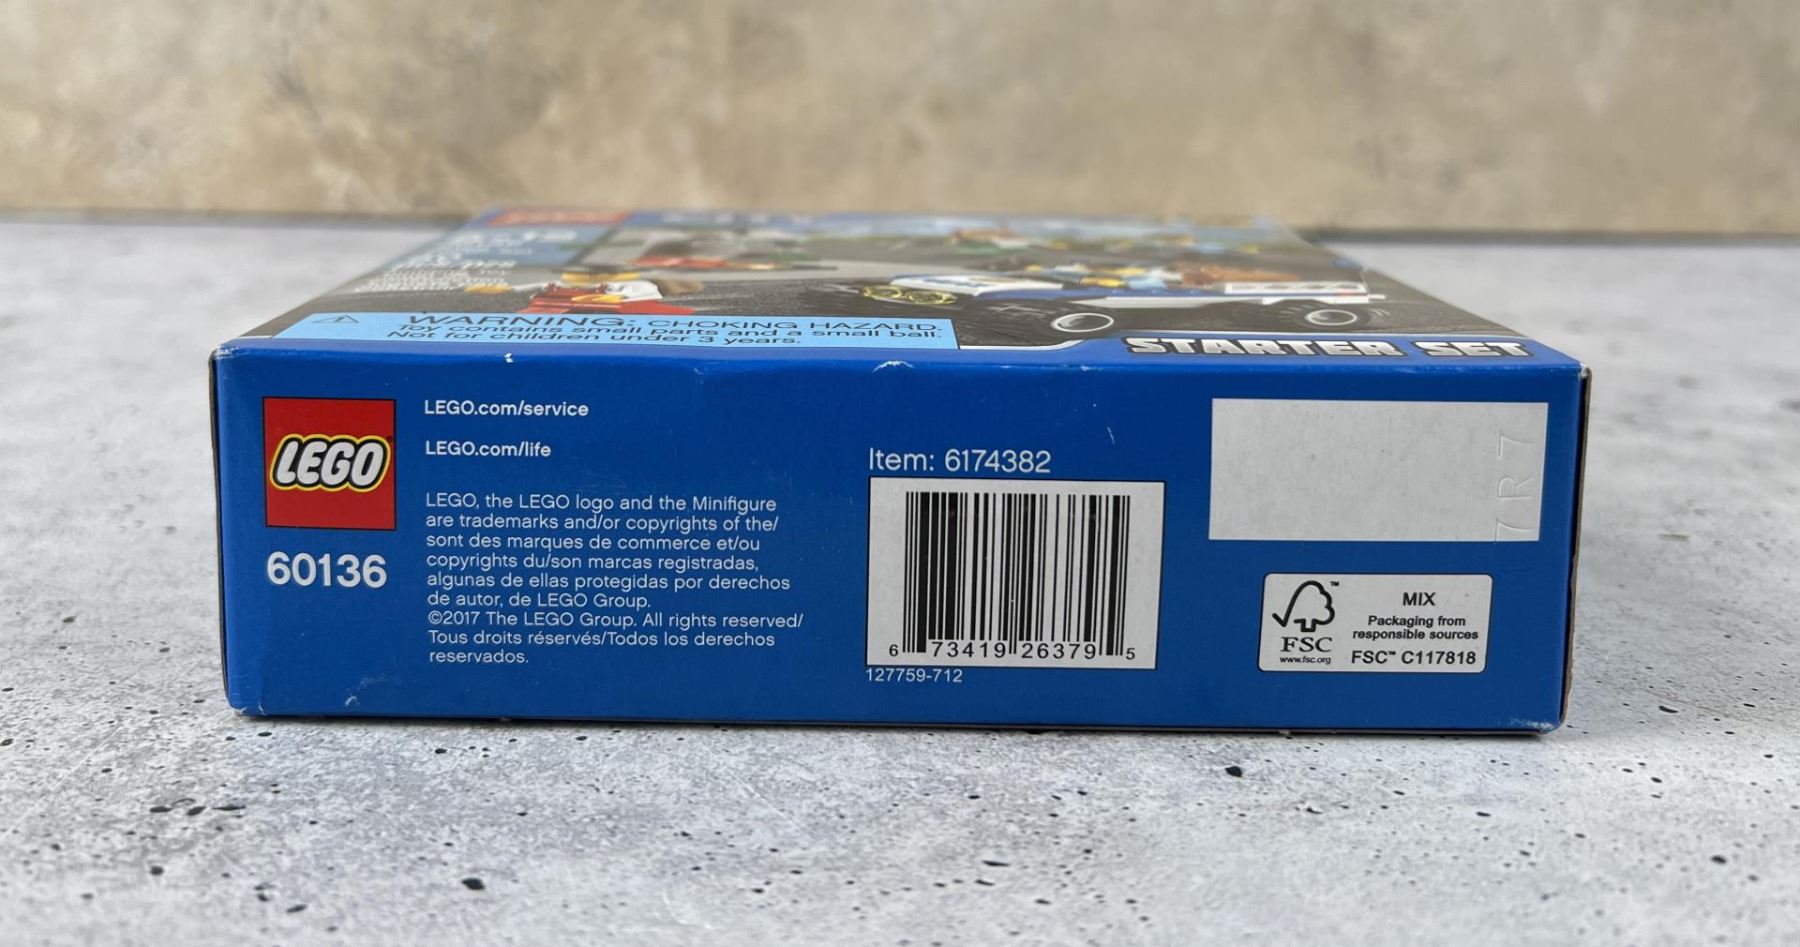 WARNING: CHOKING HAZARD.
Toy contains small parts and a small ball.
Not for children under 3 years.
STARTER SET
LEGO
60136
LEGO.com/service
LEGO.com/life
LEGO, the LEGO logo and the Minifigure
are trademarks and/or copyrights of the/
sont des marques de commerce et/ou
copyrights du/son marcas registradas,
algunas de ellas protegidas por derechos
de autor, de LEGO Group.
©2017 The LEGO Group. All rights reserved/
Tous droits réservés/Todos los derechos
reservados.
Item: 6174382
6 73419 26379 5
127759-712
7R7
FSC
www.fsc.org
MIX
Packaging from
responsible sources
FSC™ C117818